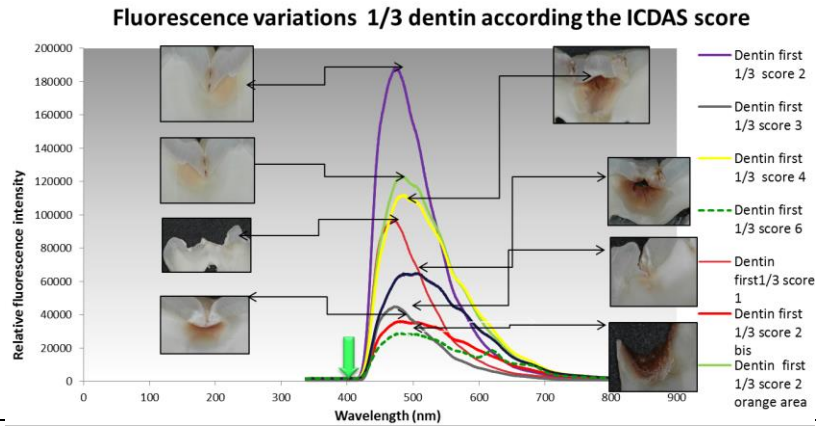 Fluorescence variations 1/3 dentin according the ICDAS score
Relative fluorescence intensity
200000
180000
160000
140000
120000
100000
80000
60000
40000
20000
0
0 100 200 300 400 500 600 700 800 900
Wavelength (nm)
Dentin first
1/3 score 2
Dentin first
1/3 score 3
Dentin first
1/3 score 4
Dentin first
1/3 score 6
Dentin
first1/3 score
1
Dentin first
1/3 score 2
bis
Dentin first
1/3 score 2
orange area